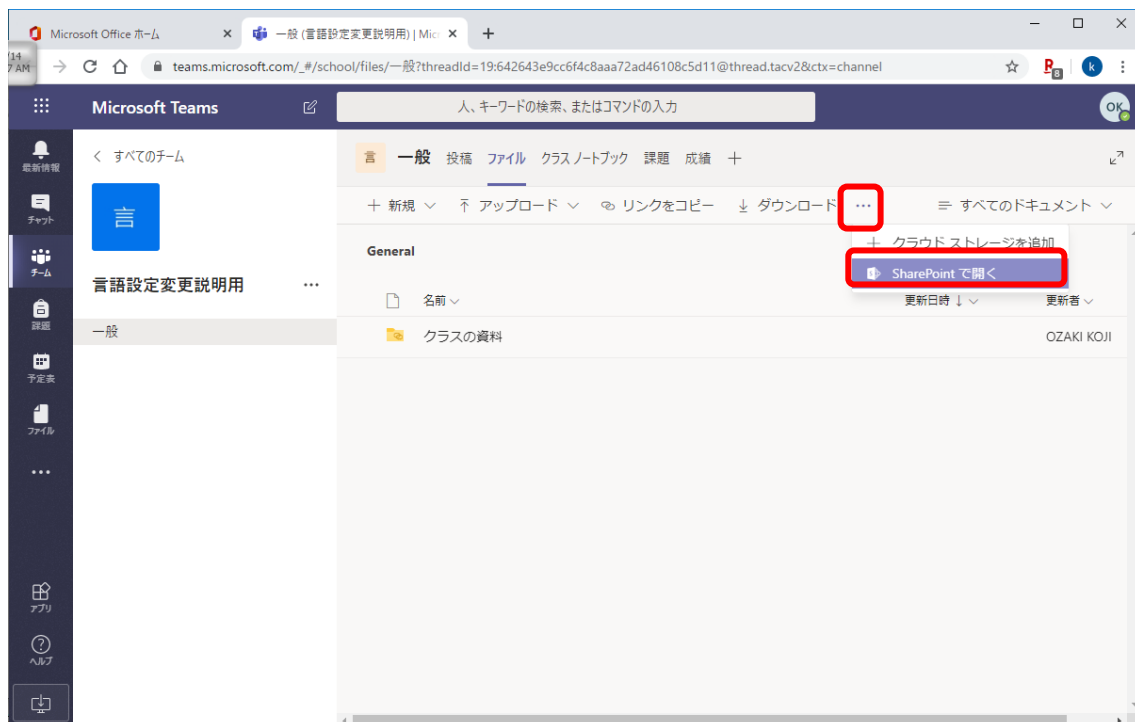 Microsoft Office ホーム
一般 (言語設定変更説明用) | Mic
/14
7 AM
teams.microsoft.com/_#/school/files/一般?threadId=19:642643e9cc6f4c8aaa72ad46108c5d11@thread.tacv2&ctx=channel
R 8
k
Microsoft Teams
人、キーワードの検索、またはコマンドの入力
OK
最新情報
チャット
チーム
課題
予定表
ファイル
アプリ
ヘルプ
すべてのチーム
言
言語設定変更説明用
一般
言 一般 投稿 ファイル クラス ノートブック 課題 成績
新規 アップロード リンクをコピー ダウンロード すべてのドキュメント
クラウド ストレージを追加
SharePoint で開く
General
名前 更新日時 ↓ 更新者
クラスの資料 OZAKI KOJI